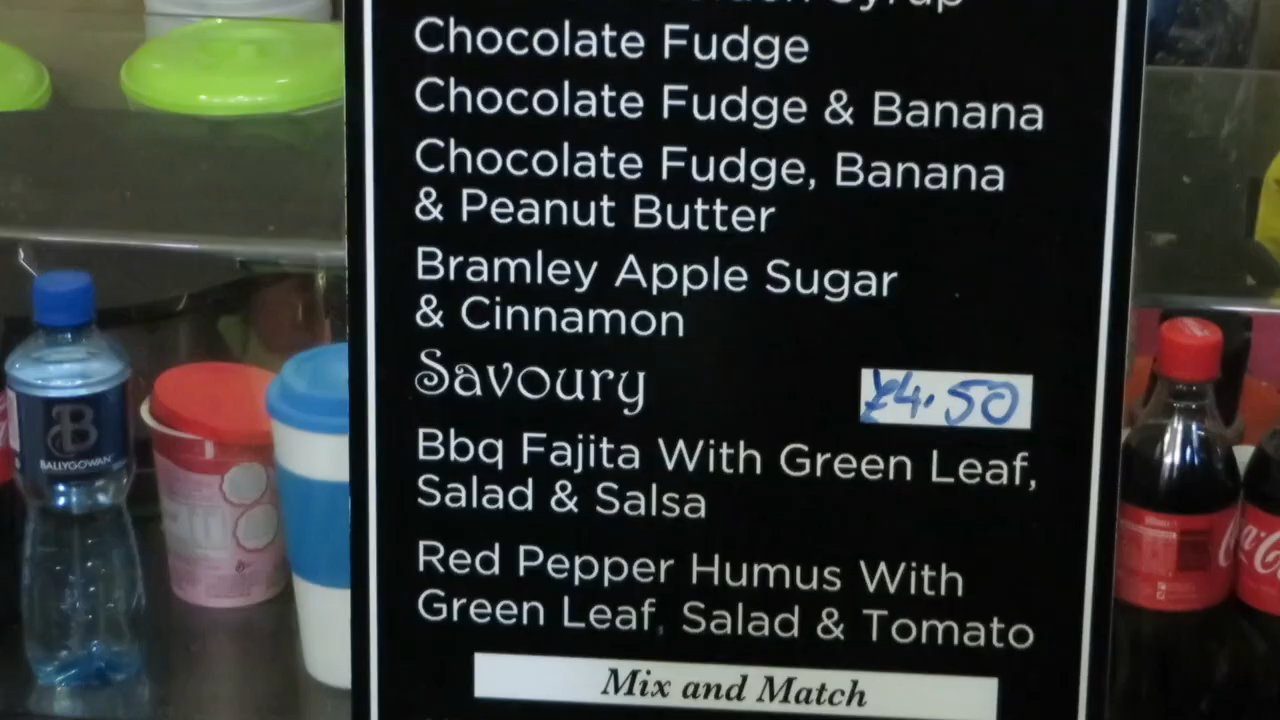 Syrup
Chocolate Fudge
Chocolate Fudge & Banana
Chocolate Fudge, Banana
& Peanut Butter
Bramley Apple Sugar
& Cinnamon
Savoury £4.50
Bbq Fajita With Green Leaf,
Salad & Salsa
Red Pepper Humus With
Green Leaf, Salad & Tomato
Mix and Match
B
BALLYGOWAN